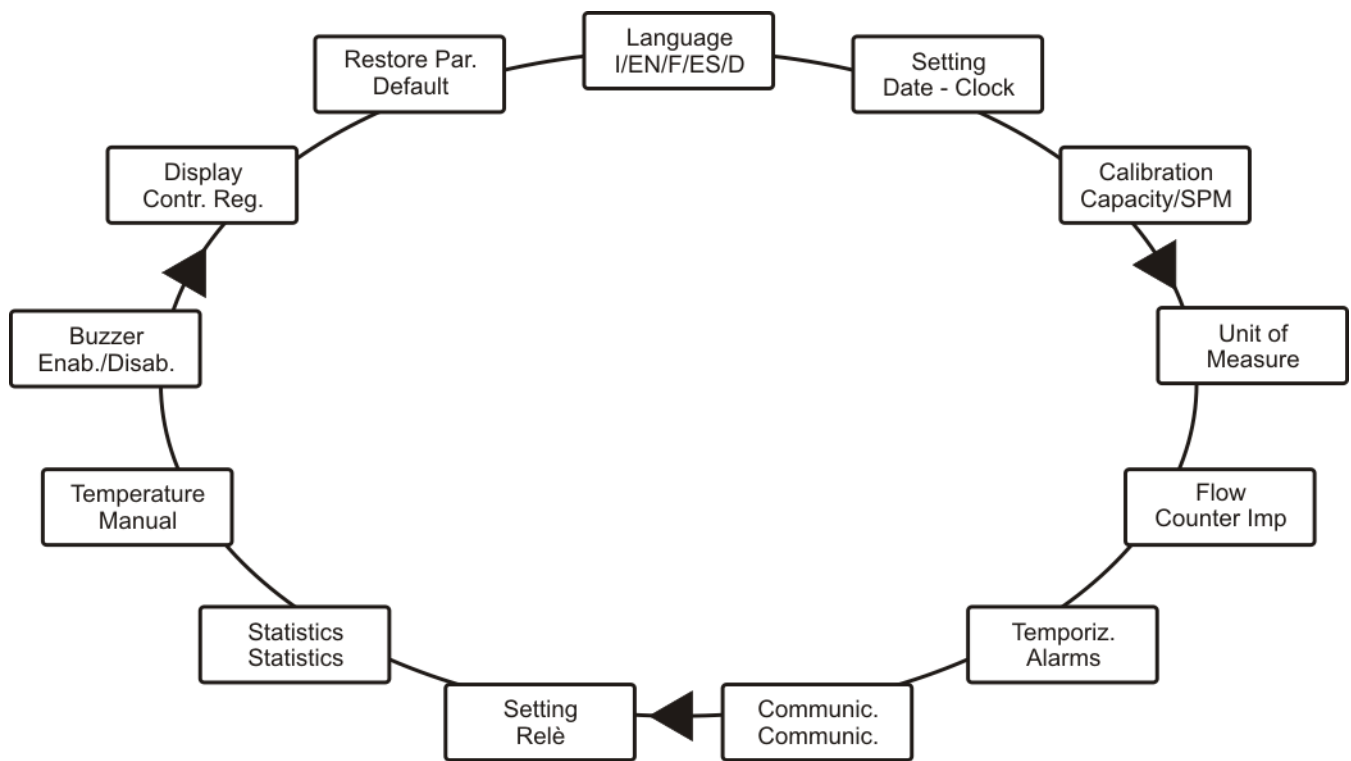 Language
I/EN/F/ES/D
Setting
Date - Clock
Calibration
Capacity/SPM
Unit of
Measure
Flow
Counter Imp
Temporiz.
Alarms
Communic.
Communic.
Setting
Relè
Statistics
Statistics
Temperature
Manual
Buzzer
Enab./Disab.
Display
Contr. Reg.
Restore Par.
Default